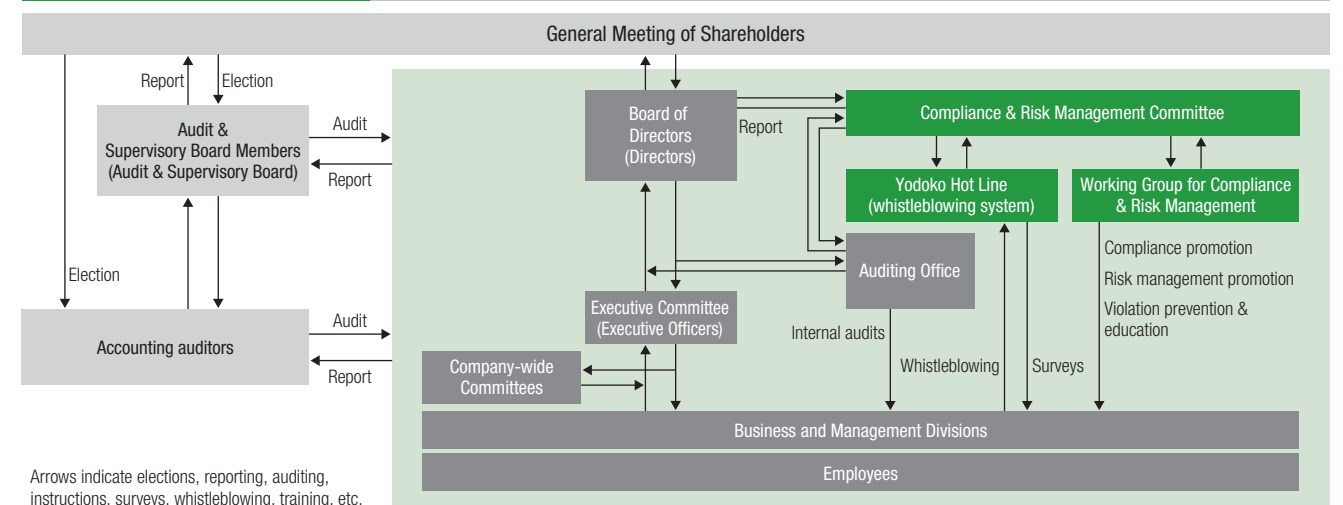 General Meeting of Shareholders
Report
Election
Audit &
Supervisory Board Members
(Audit & Supervisory Board)
Audit
Report
Election
Accounting auditors
Audit
Report
Board of
Directors
(Directors)
Report
Compliance & Risk Management Committee
Yodoko Hot Line
(whistleblowing system)
Working Group for Compliance
& Risk Management
Compliance promotion
Risk management promotion
Violation prevention &
education
Auditing Office
Executive Committee
(Executive Officers)
Internal audits
Company-wide
Committees
Whistleblowing
Surveys
Business and Management Divisions
Employees
Arrows indicate elections, reporting, auditing,
instructions, surveys, whistleblowing, training, etc.